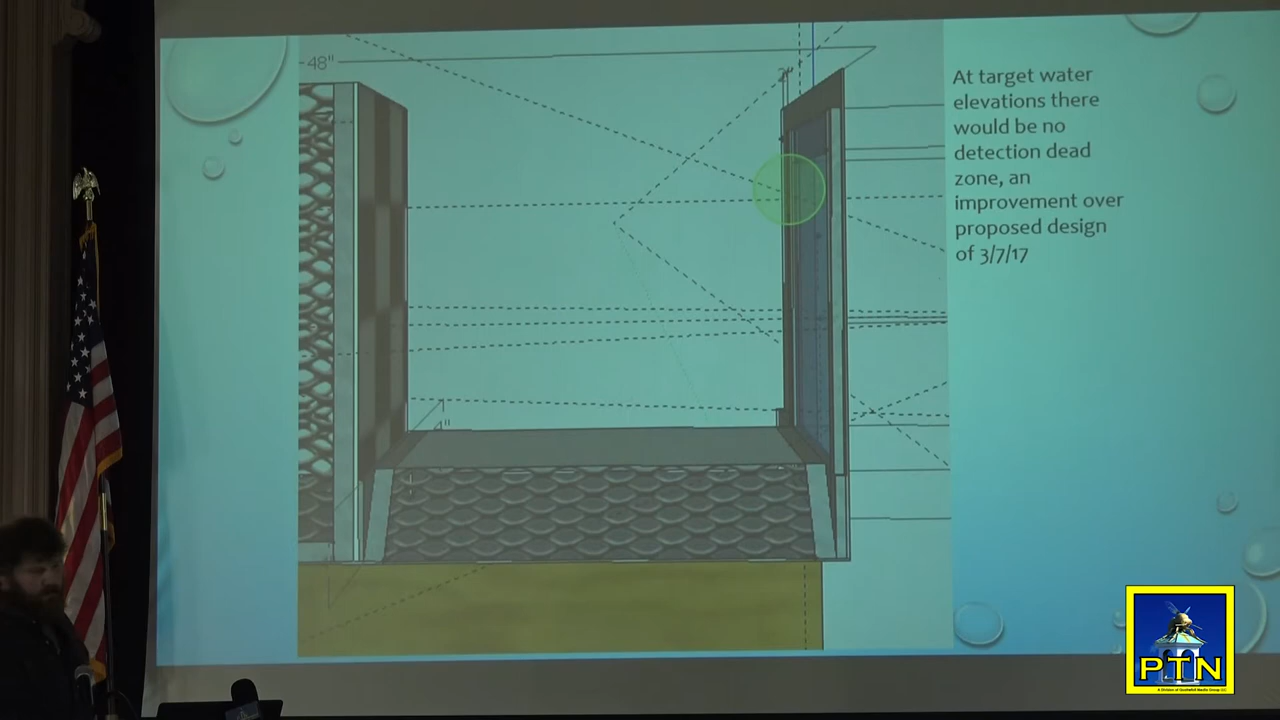 48"
2"
At target water
elevations there
would be no
detection dead
zone, an
improvement over
proposed design
of 3/7/17
PTN